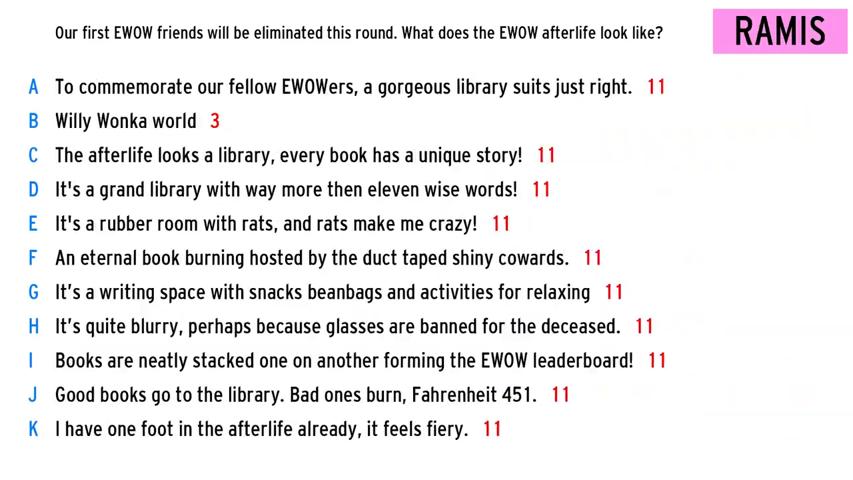 Our first EWOW friends will be eliminated this round. What does the EWOW afterlife look like?
RAMIS
A To commemorate our fellow EWOWers, a gorgeous library suits just right. 11
B Willy Wonka world 3
C The afterlife looks a library, every book has a unique story! 11
D It's a grand library with way more then eleven wise words! 11
E It's a rubber room with rats, and rats make me crazy! 11
F An eternal book burning hosted by the duct taped shiny cowards. 11
G It’s a writing space with snacks beanbags and activities for relaxing 11
H It’s quite blurry, perhaps because glasses are banned for the deceased. 11
I Books are neatly stacked one on another forming the EWOW leaderboard! 11
J Good books go to the library. Bad ones burn, Fahrenheit 451. 11
K I have one foot in the afterlife already, it feels fiery. 11